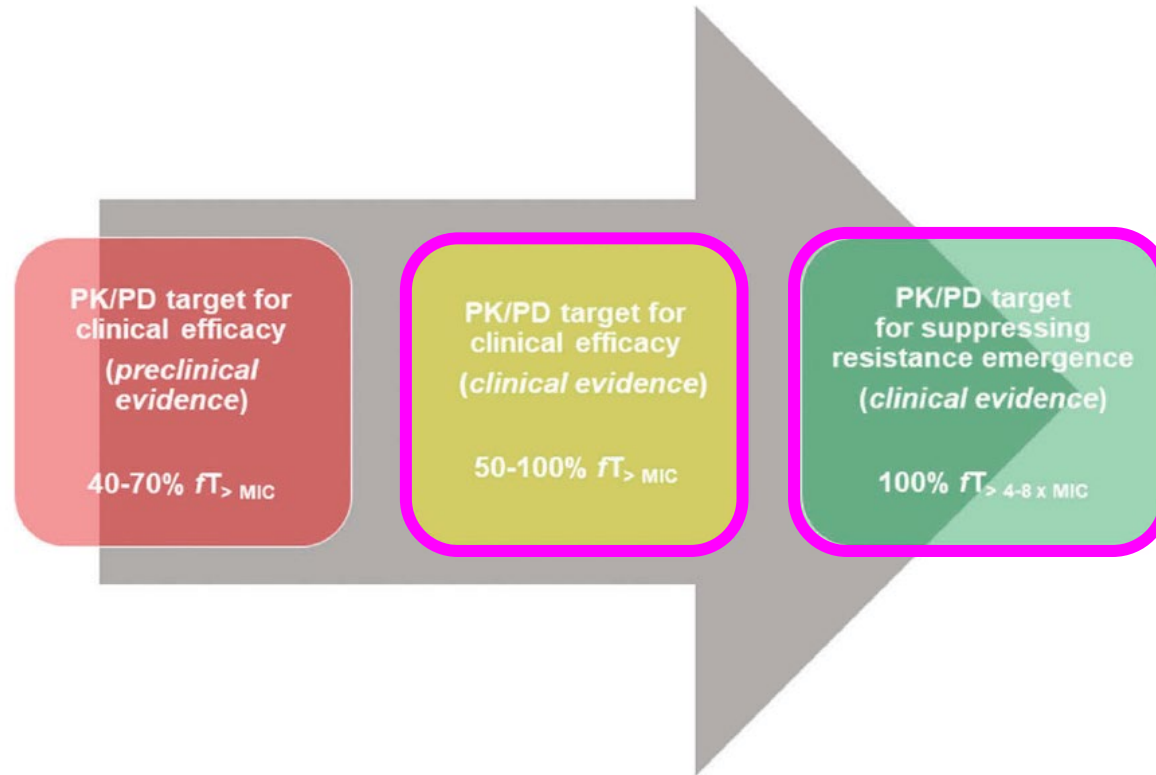 PK/PD target for
clinical efficacy
(preclinical
evidence)
40-70% fT> MIC
PK/PD target for
clinical efficacy
(clinical evidence)
50-100% fT> MIC
PK/PD target
for suppressing
resistance emergence
(clinical evidence)
100% fT> 4-8 x MIC